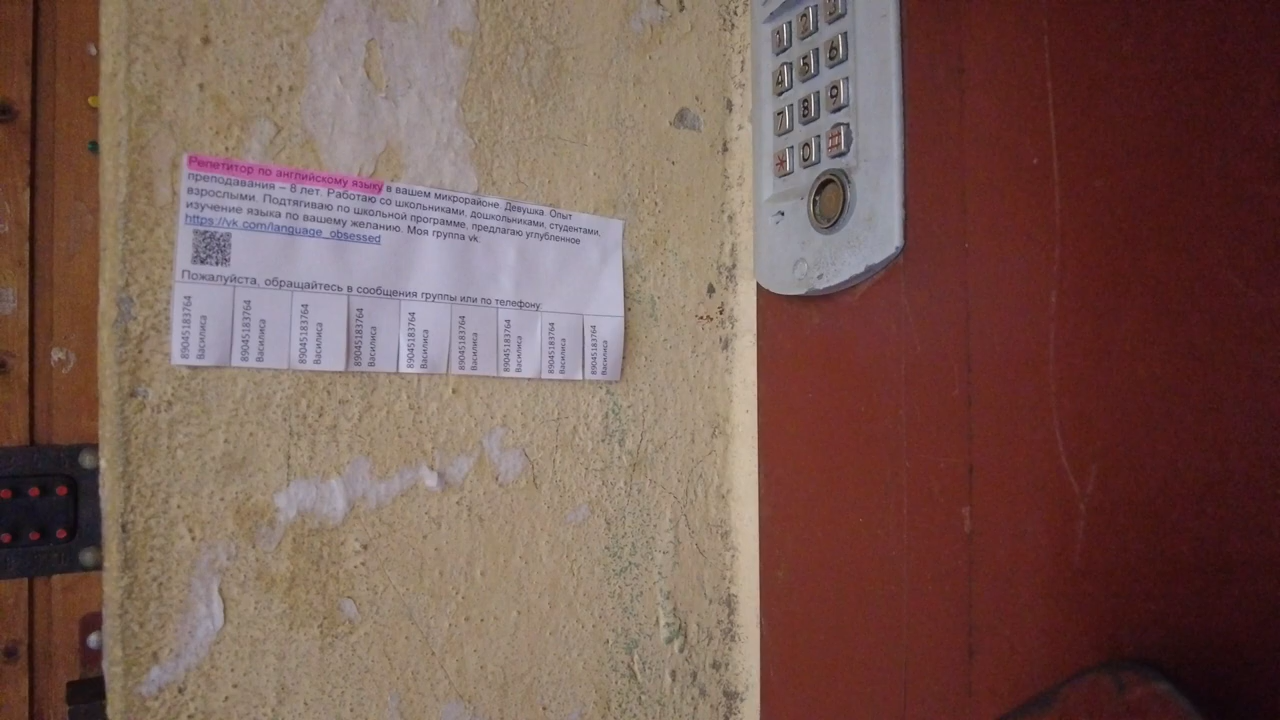 Репетитор по английскому языку в вашем микрорайоне. Девушка. Опыт
преподавания – 8 лет. Работаю со школьниками, дошкольниками, студентами,
взрослыми. Подтягиваю по школьной программе, предлагаю углубленное
изучение языка по вашему желанию. Моя группа vk:
https://vk.com/language_obsessed
Пожалуйста, обращайтесь в сообщения группы или по телефону:
89045183764
Василиса
89045183764
Василиса
89045183764
Василиса
89045183764
Василиса
89045183764
Василиса
89045183764
Василиса
89045183764
Василиса
89045183764
Василиса
89045183764
Василиса
1 2 3
4 5 6
7 8 9
* 0 #